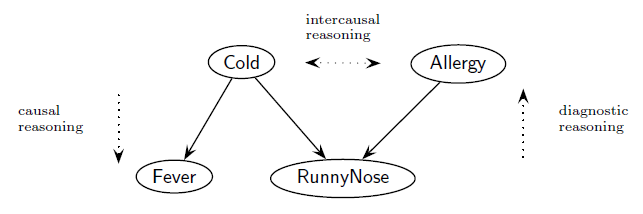 intercausal
reasoning
Cold
Allergy
causal
reasoning
diagnostic
reasoning
Fever
RunnyNose